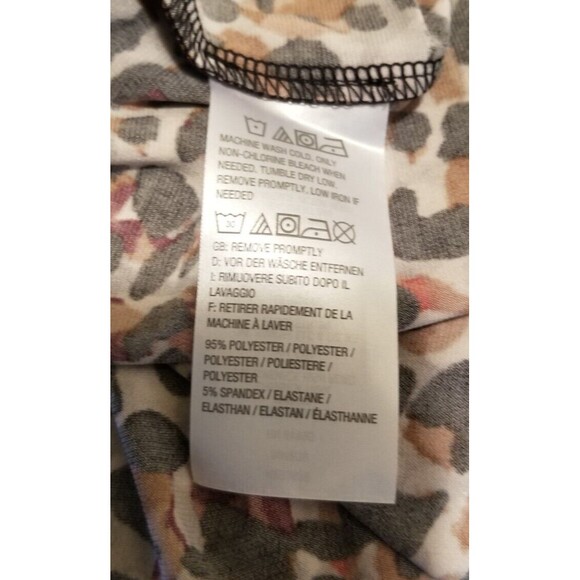 MACHINE WASH COLD, ONLY
NON-CHLORINE BLEACH WHEN
NEEDED, TUMBLE DRY LOW,
REMOVE PROMPTLY, LOW IRON IF
NEEDED
30
GB: REMOVE PROMPTLY
D: VOR DER WÄSCHE ENTFERNEN
I: RIMUOVERE SUBITO DOPO IL
LAVAGGIO
F: RETIRER RAPIDEMENT DE LA
MACHINE À LAVER
95% POLYESTER / POLYESTER /
POLYESTER / POLIESTERE /
POLYESTER
5% SPANDEX / ELASTANE /
ELASTHAN / ELASTAN / ÉLASTHANNE